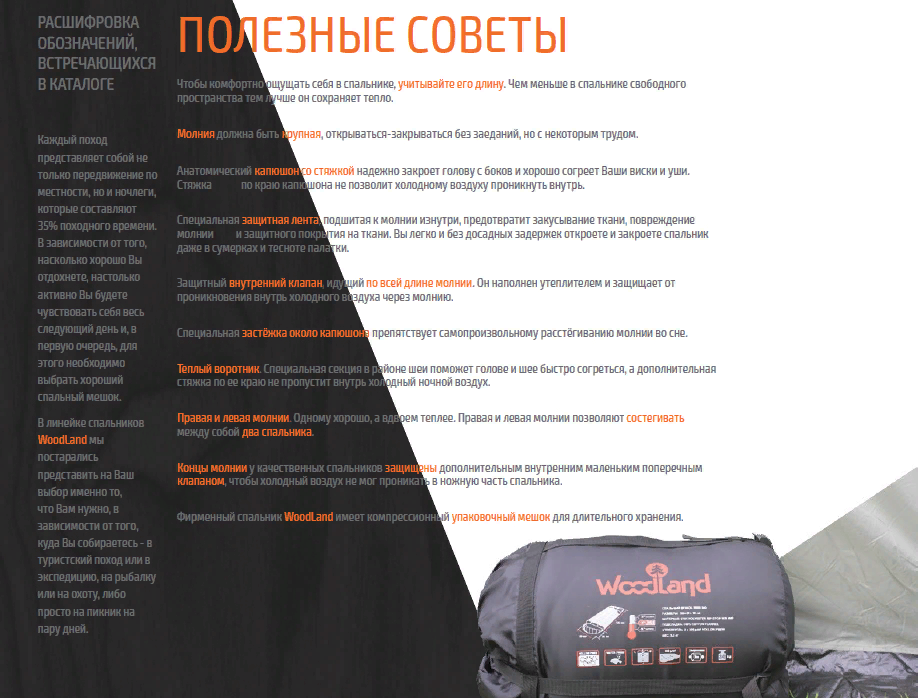 РАСШИФРОВКА
ОБОЗНАЧЕНИЙ,
ВСТРЕЧАЮЩИХСЯ
В КАТАЛОГЕ
Каждый поход
представляет собой не
только передвижение по
местности, но и ночлеги,
которые составляют
35% походного времени.
В зависимости от того,
насколько хорошо Вы
отдохнете, настолько
активно Вы будете
чувствовать себя весь
следующий день и, в
первую очередь, для
этого необходимо
выбрать хороший
спальный мешок.
В линейке спальников
WoodLand мы
постарались
представить на Ваш
выбор именно то,
что Вам нужно, в
зависимости от того,
куда Вы собираетесь - в
туристский поход или в
экспедицию, на рыбалку
или на охоту, либо
просто на пикник на
пару дней.
ПОЛЕЗНЫЕ СОВЕТЫ
Чтобы комфортно ощущать себя в спальнике, учитывайте его длину. Чем меньше в спальнике свободного
пространства тем лучше он сохраняет тепло.
Молния должна быть крупная, открываться-закрываться без заеданий, но с некоторым трудом.
Анатомический капюшон со стяжкой надежно закроет голову с боков и хорошо согреет Ваши виски и уши.
Стяжка по краю капюшона не позволит холодному воздуху проникнуть внутрь.
Специальная защитная лента, подшитая к молнии изнутри, предотвратит закусывание ткани, повреждение
молнии и защитного покрытия на ткани. Вы легко и без досадных задержек откроете и закроете спальник
даже в сумерках и тесноте палатки.
Защитный внутренний клапан, идущий по всей длине молнии. Он наполнен утеплителем и защищает от
проникновения внутрь холодного воздуха через молнию.
Специальная застёжка около капюшона препятствует самопроизвольному расстёгиванию молнии во сне.
Теплый воротник. Специальная секция в районе шеи поможет голове и шее быстро согреться, а дополнительная
стяжка по ее краю не пропустит внутрь холодный ночной воздух.
Правая и левая молнии. Одному хорошо, а вдвоем теплее. Правая и левая молнии позволяют состегивать
между собой два спальника.
Концы молнии у качественных спальников защищены дополнительным внутренним маленьким поперечным
клапаном, чтобы холодный воздух не мог проникать в ножную часть спальника.
Фирменный спальник WoodLand имеет компрессионный упаковочный мешок для длительного хранения.
WoodLand